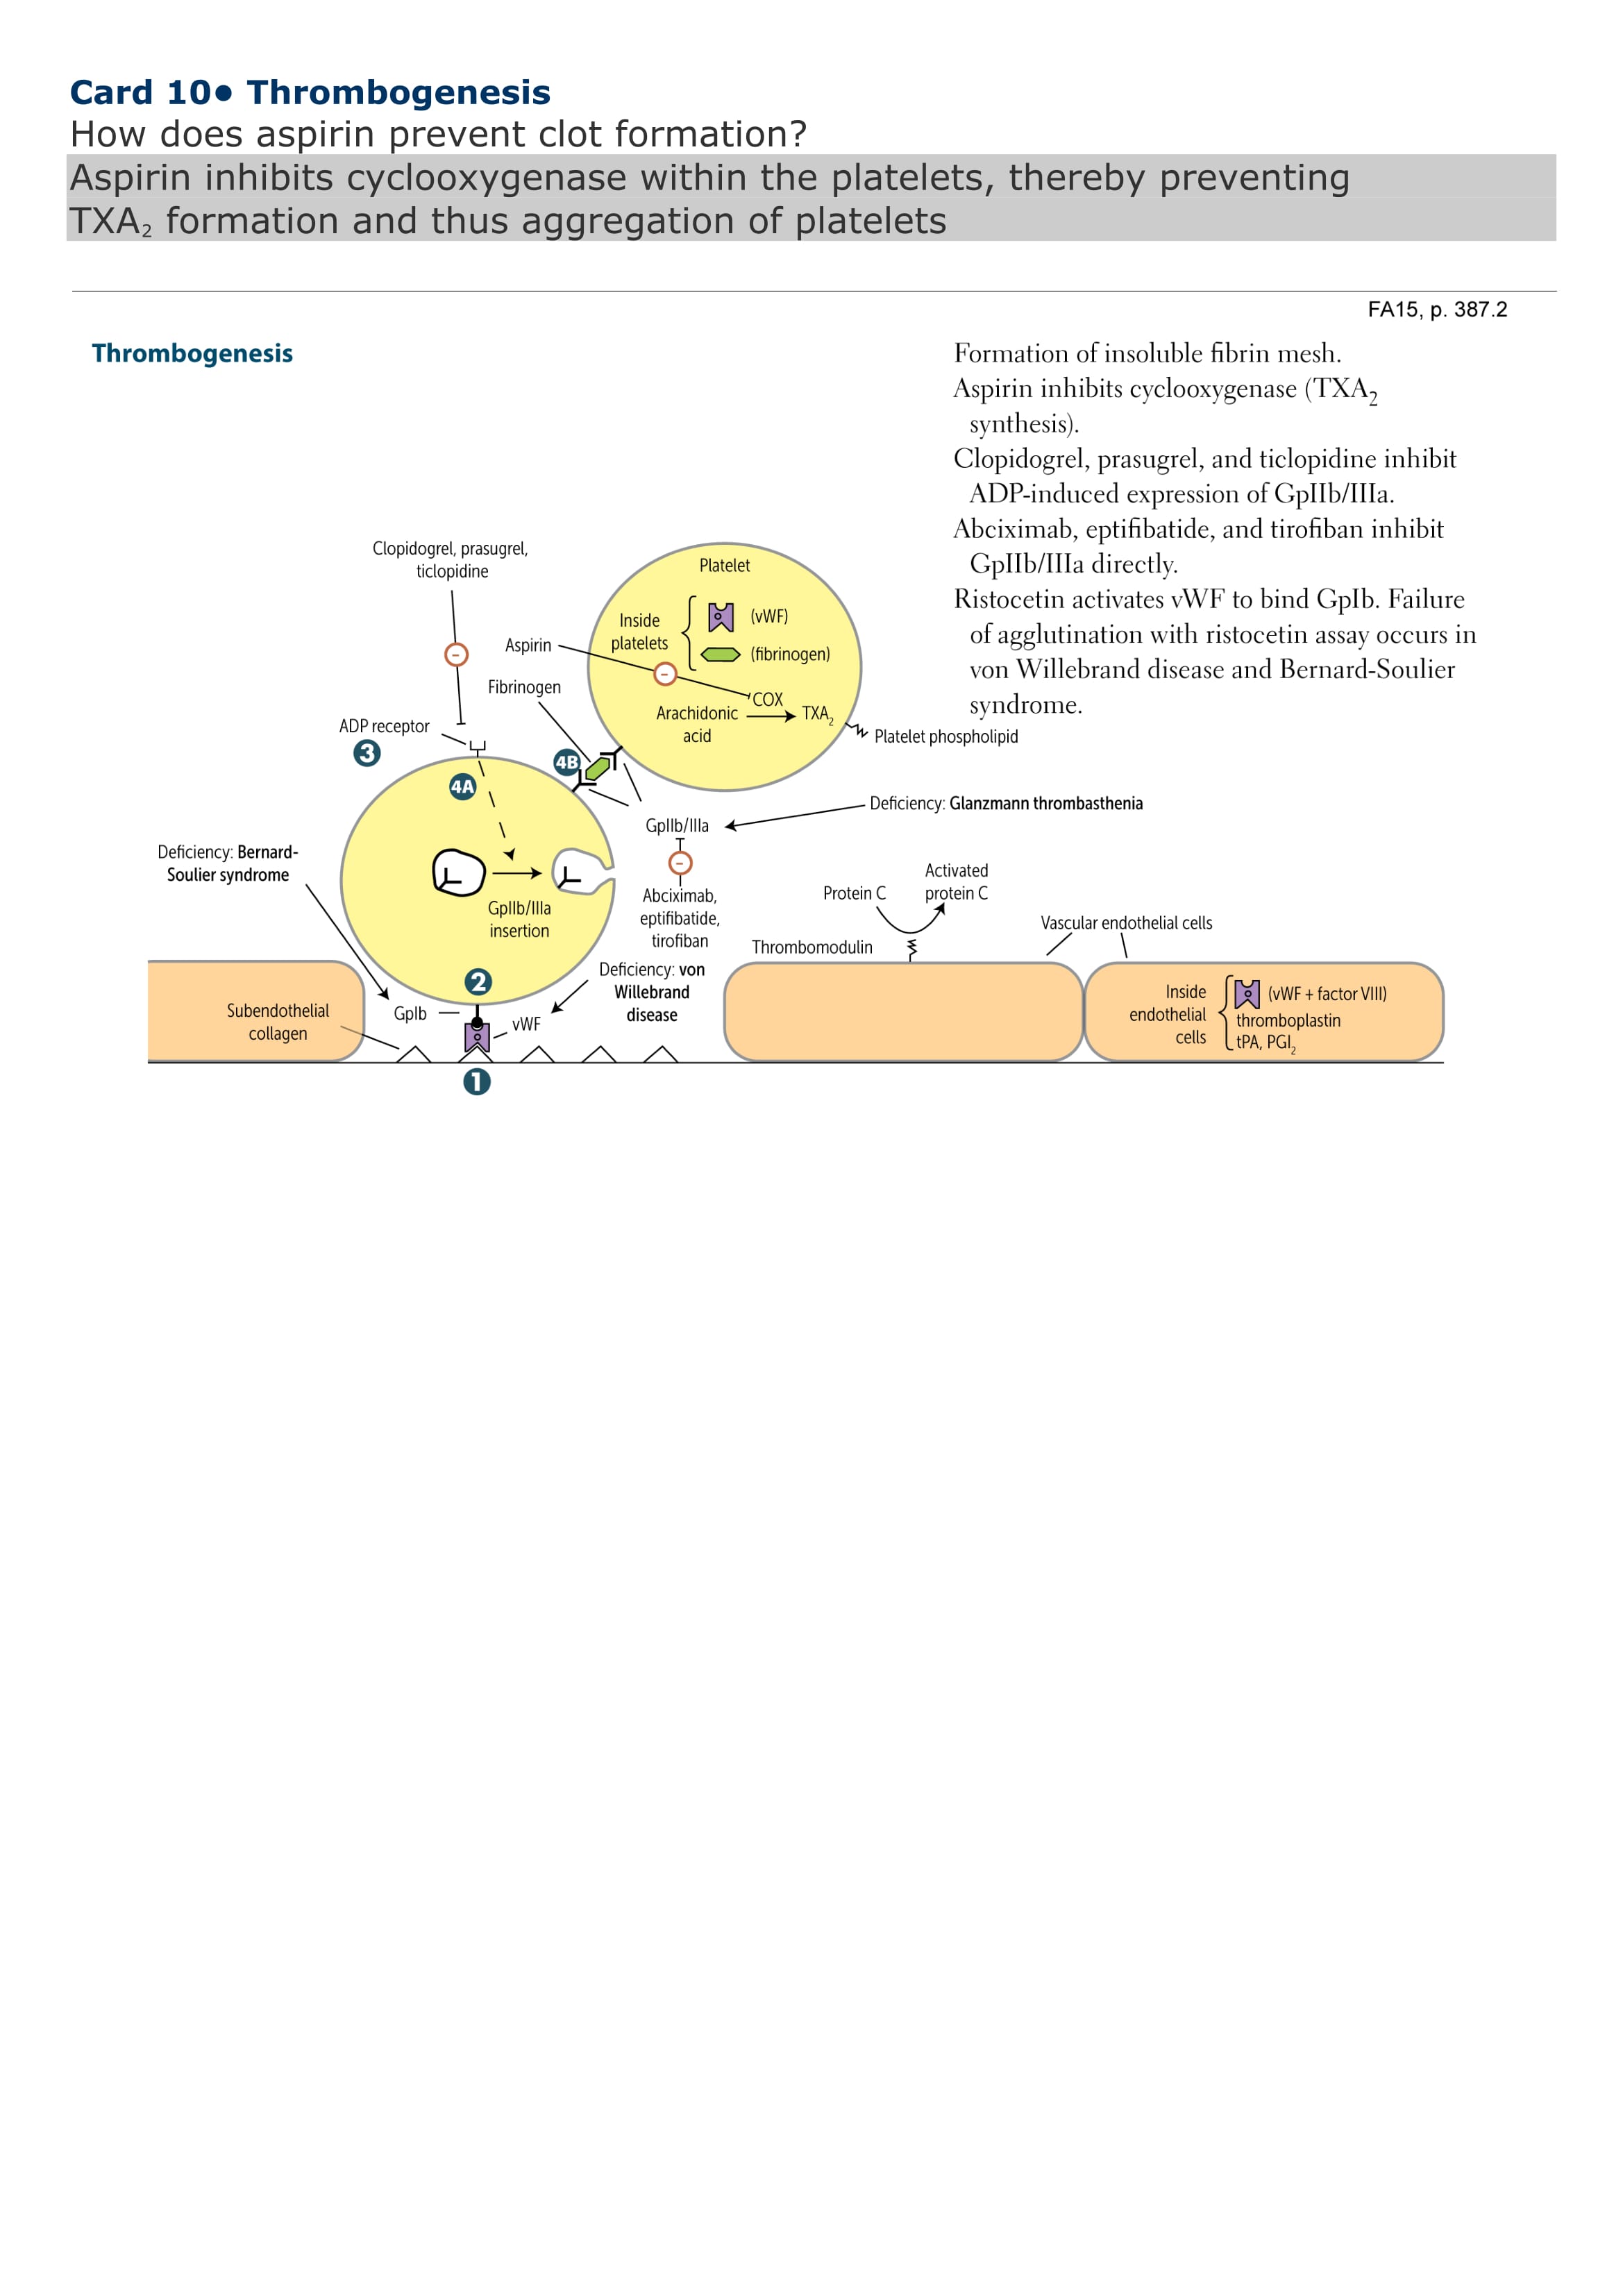 Card 10● Thrombogenesis
How does aspirin prevent clot formation?
Aspirin inhibits cyclooxygenase within the platelets, thereby preventing
TXA₂ formation and thus aggregation of platelets
FA15, p. 387.2
Thrombogenesis
Formation of insoluble fibrin mesh.
Aspirin inhibits cyclooxygenase (TXA₂
synthesis).
Clopidogrel, prasugrel, and ticlopidine inhibit
ADP-induced expression of GpIIb/IIIa.
Abciximab, eptifibatide, and tirofiban inhibit
GpIIb/IIIa directly.
Ristocetin activates vWF to bind GpIb. Failure
of agglutination with ristocetin assay occurs in
von Willebrand disease and Bernard-Soulier
syndrome.
Clopidogrel, prasugrel,
ticlopidine
Platelet
Inside
platelets
(vWF)
(fibrinogen)
Aspirin
−
−
Fibrinogen
COX
Arachidonic
acid
TXA₂
Platelet phospholipid
ADP receptor
3
4A
4B
GpIIb/IIIa
Deficiency: Glanzmann thrombasthenia
−
Abciximab,
eptifibatide,
tirofiban
Deficiency: Bernard-
Soulier syndrome
GpIIb/IIIa
insertion
Protein C
Activated
protein C
Thrombomodulin
Vascular endothelial cells
Deficiency: von
Willebrand
disease
2
GpIb
vWF
Subendothelial
collagen
1
Inside
endothelial
cells
(vWF + factor VIII)
thromboplastin
tPA, PGI₂